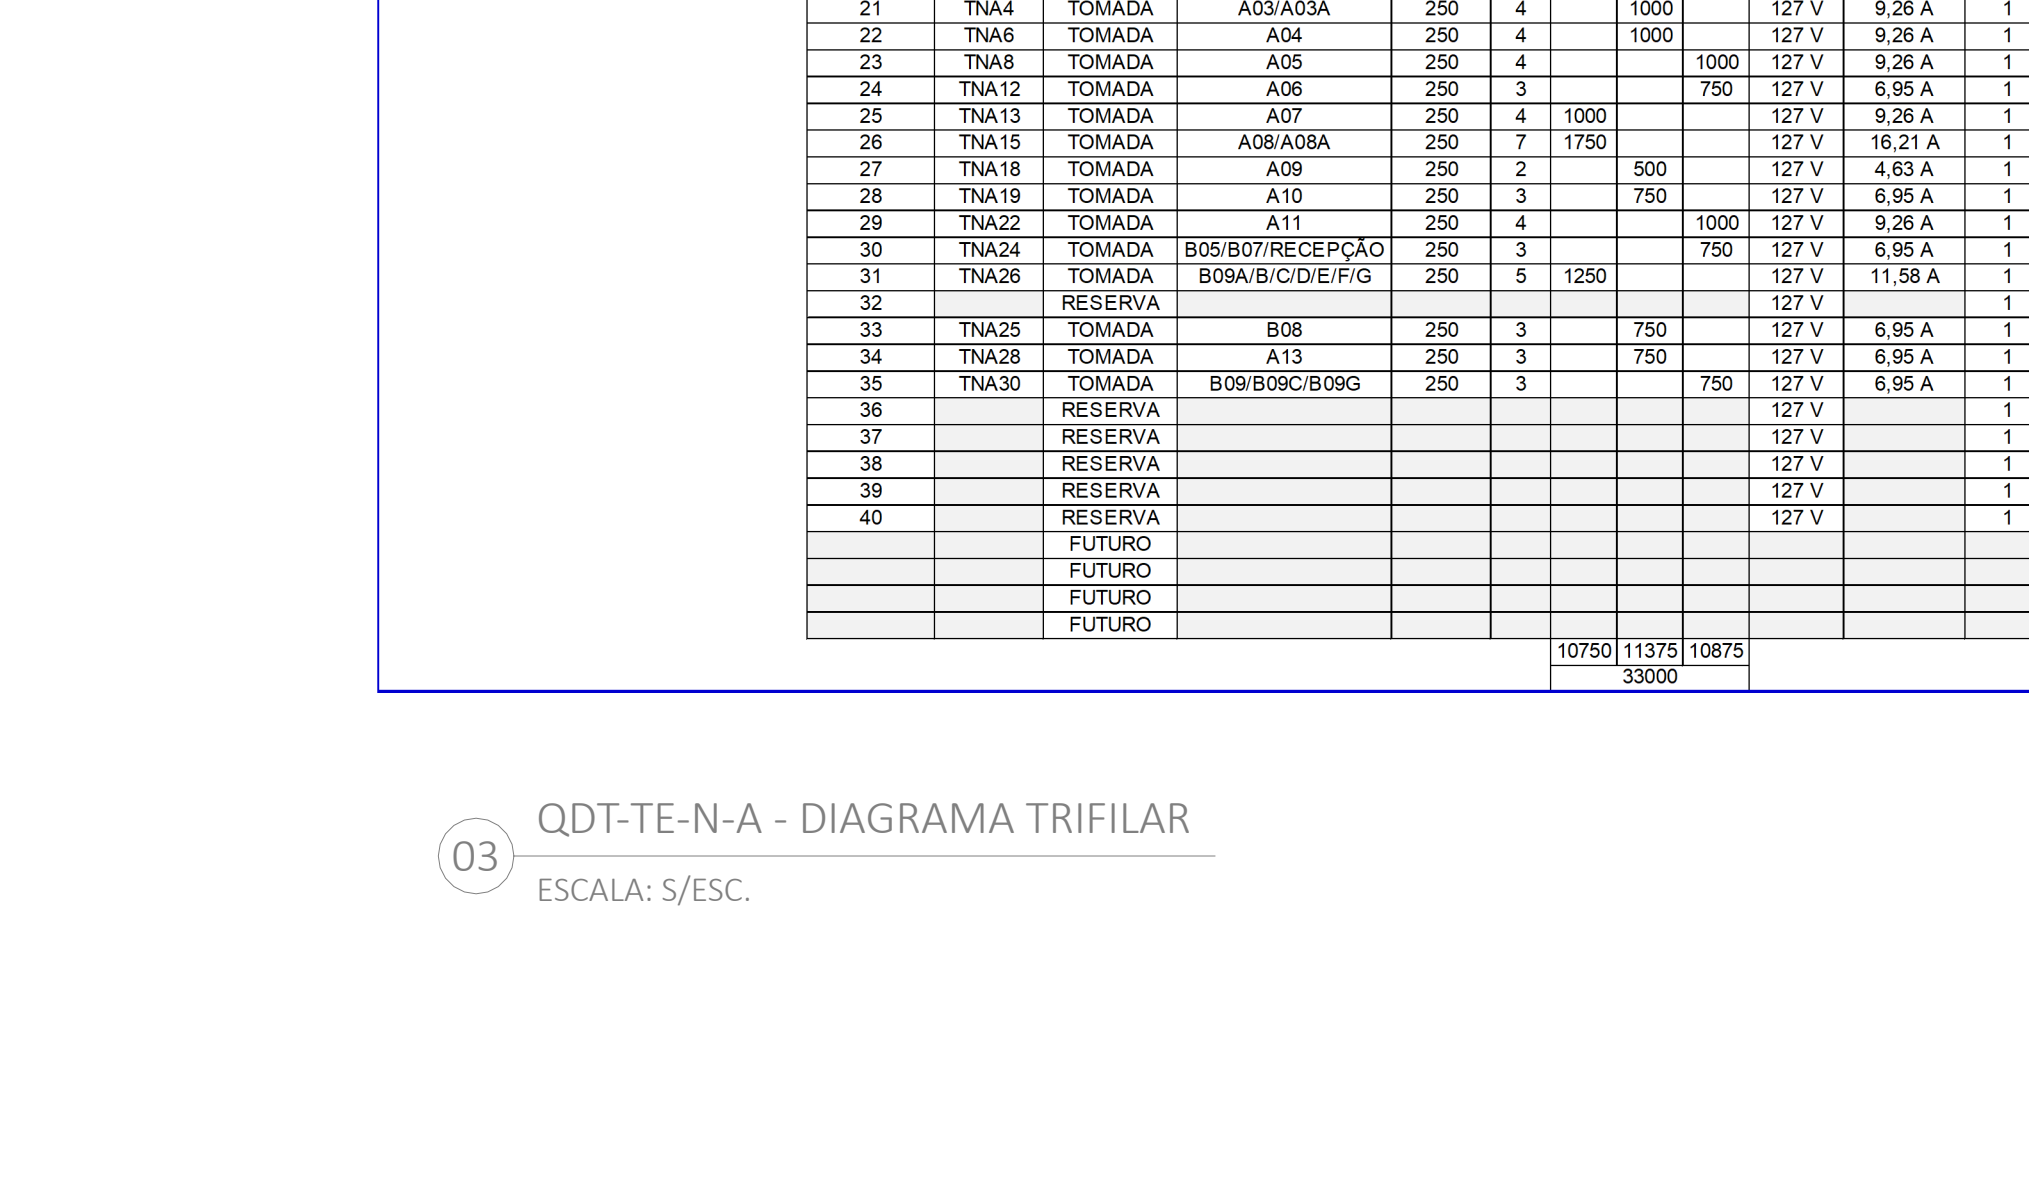 21 TNA4 TOMADA A03/A03A 250 4 1000 127 V 9,26 A 1
22 TNA6 TOMADA A04 250 4 1000 127 V 9,26 A 1
23 TNA8 TOMADA A05 250 4 1000 127 V 9,26 A 1
24 TNA12 TOMADA A06 250 3 750 127 V 6,95 A 1
25 TNA13 TOMADA A07 250 4 1000 127 V 9,26 A 1
26 TNA15 TOMADA A08/A08A 250 7 1750 127 V 16,21 A 1
27 TNA18 TOMADA A09 250 2 500 127 V 4,63 A 1
28 TNA19 TOMADA A10 250 3 750 127 V 6,95 A 1
29 TNA22 TOMADA A11 250 4 1000 127 V 9,26 A 1
30 TNA24 TOMADA B05/B07/RECEPÇÃO 250 3 750 127 V 6,95 A 1
31 TNA26 TOMADA B09A/B/C/D/E/F/G 250 5 1250 127 V 11,58 A 1
32 RESERVA 127 V 1
33 TNA25 TOMADA B08 250 3 750 127 V 6,95 A 1
34 TNA28 TOMADA A13 250 3 750 127 V 6,95 A 1
35 TNA30 TOMADA B09/B09C/B09G 250 3 750 127 V 6,95 A 1
36 RESERVA 127 V 1
37 RESERVA 127 V 1
38 RESERVA 127 V 1
39 RESERVA 127 V 1
40 RESERVA 127 V 1
FUTURO
FUTURO
FUTURO
FUTURO
10750 11375 10875
33000
QDT-TE-N-A - DIAGRAMA TRIFILAR
03
ESCALA: S/ESC.